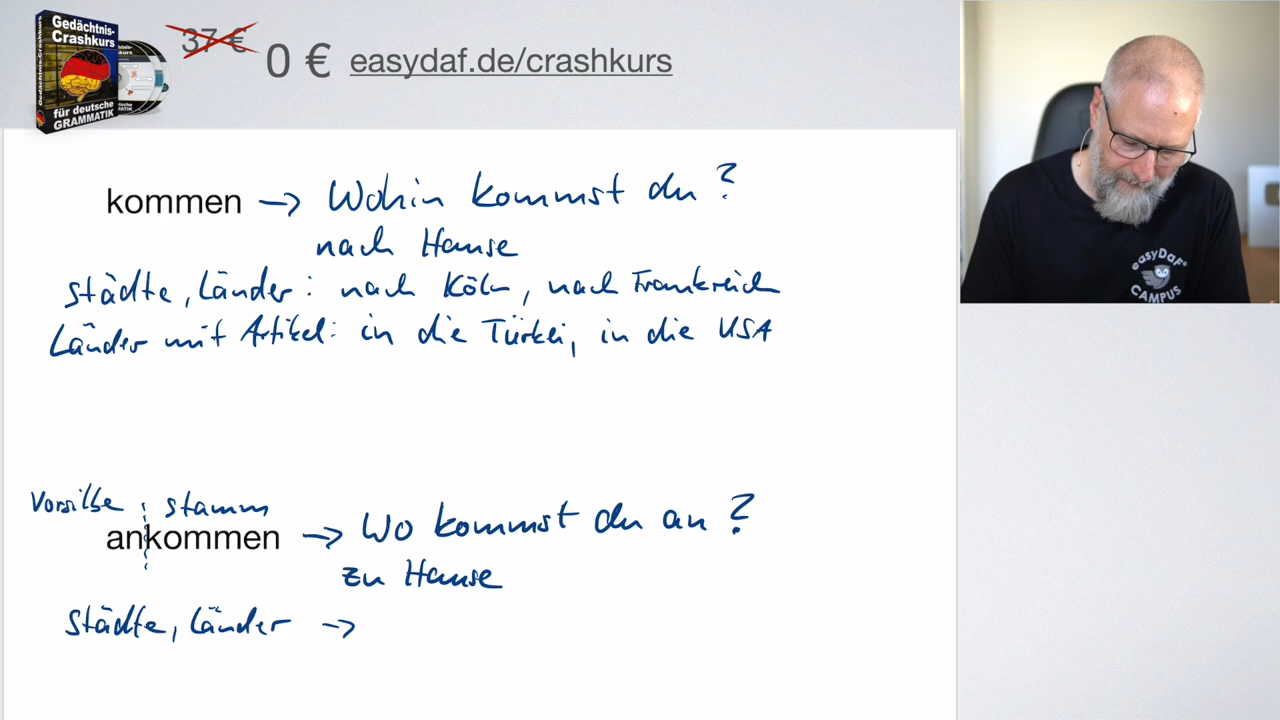 Gedächtnis-
Crashkurs
für deutsche
GRAMMATIK
37 €
0 € easydaf.de/crashkurs
kommen → Wohin kommst du?
nach Hause
Städte, Länder: nach Köln, nach Frankreich
Länder mit Artikel: in die Türkei, in die USA
Vorsilbe Stamm
ankommen → Wo kommst du an?
zu Hause
Städte, Länder →
easyDaF®
CAMPUS